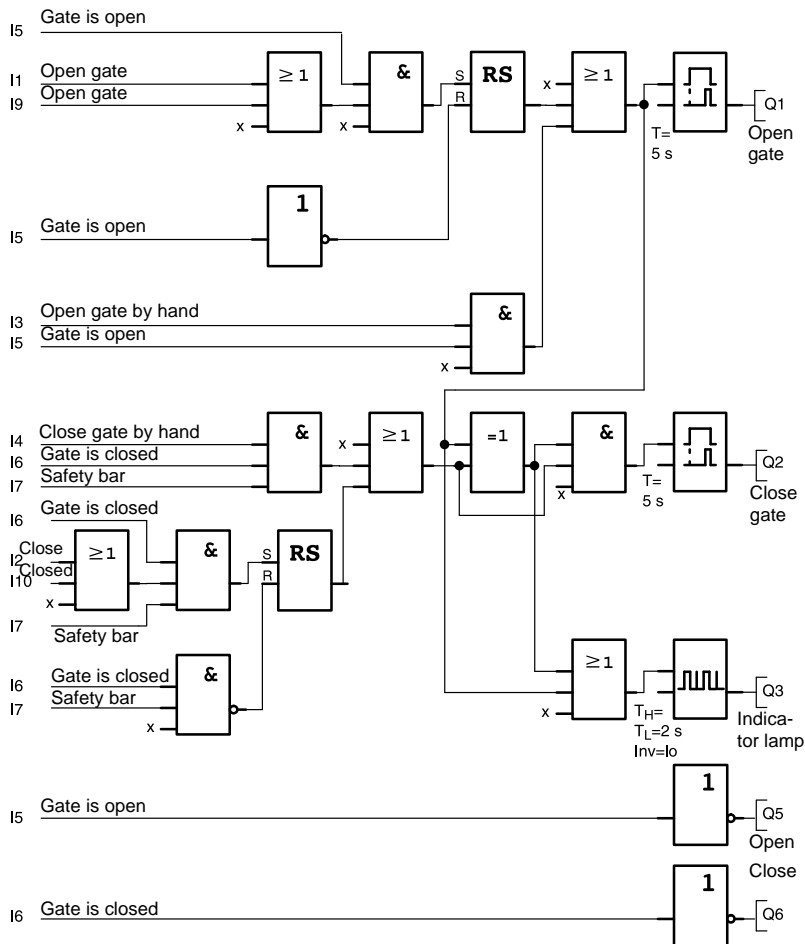 Gate is open
I5
Open gate
I1
Open gate
I9
x
≥1
&
x
S
R
RS
x
≥1
T=
5 s
Q1
Open
gate
1
Gate is open
I5
Open gate by hand
I3
Gate is open
I5
x
&
Close gate by hand
I4
Gate is closed
I6
Safety bar
I7
&
x
≥1
=1
&
x
T=
5 s
Q2
Close
gate
Gate is closed
I6
Close
I2
Closed
I10
x
≥1
&
S
R
RS
I7
Safety bar
Gate is closed
I6
Safety bar
I7
x
&
≥1
x
TH=
TL=2 s
Inv=lo
Q3
Indica-
tor lamp
Gate is open
I5
1
Q5
Open
Close
Gate is closed
I6
1
Q6